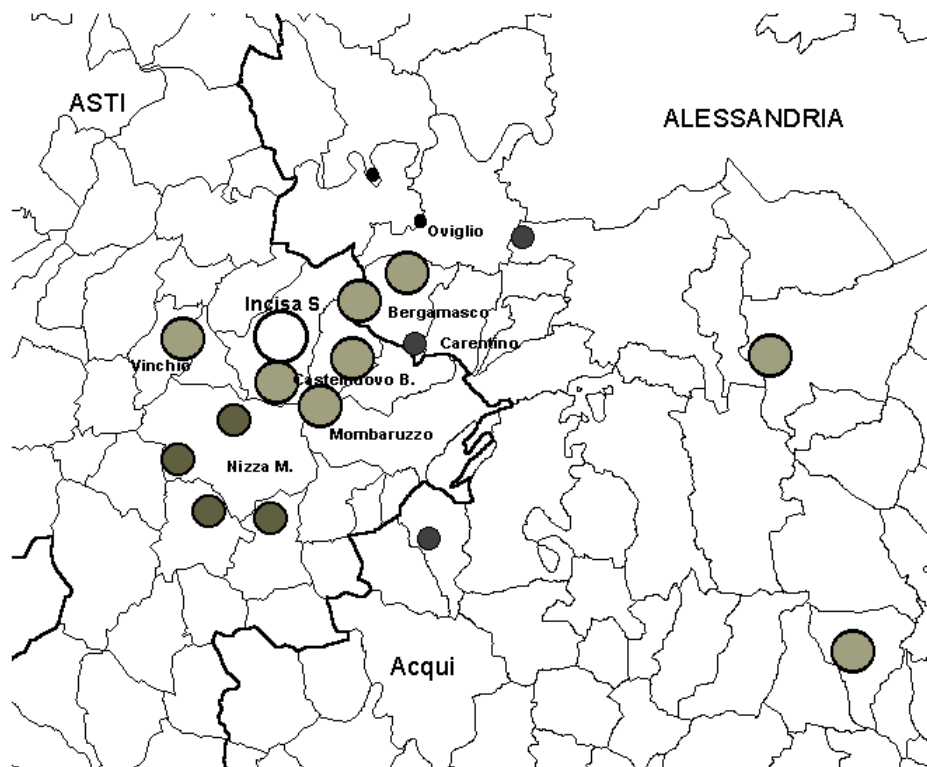 ASTI
ALESSANDRIA
Oviglio
Incisa S.
Bergamasco
Carentino
Vinchio
Castelnuovo B.
Mombaruzzo
Nizza M.
Acqui